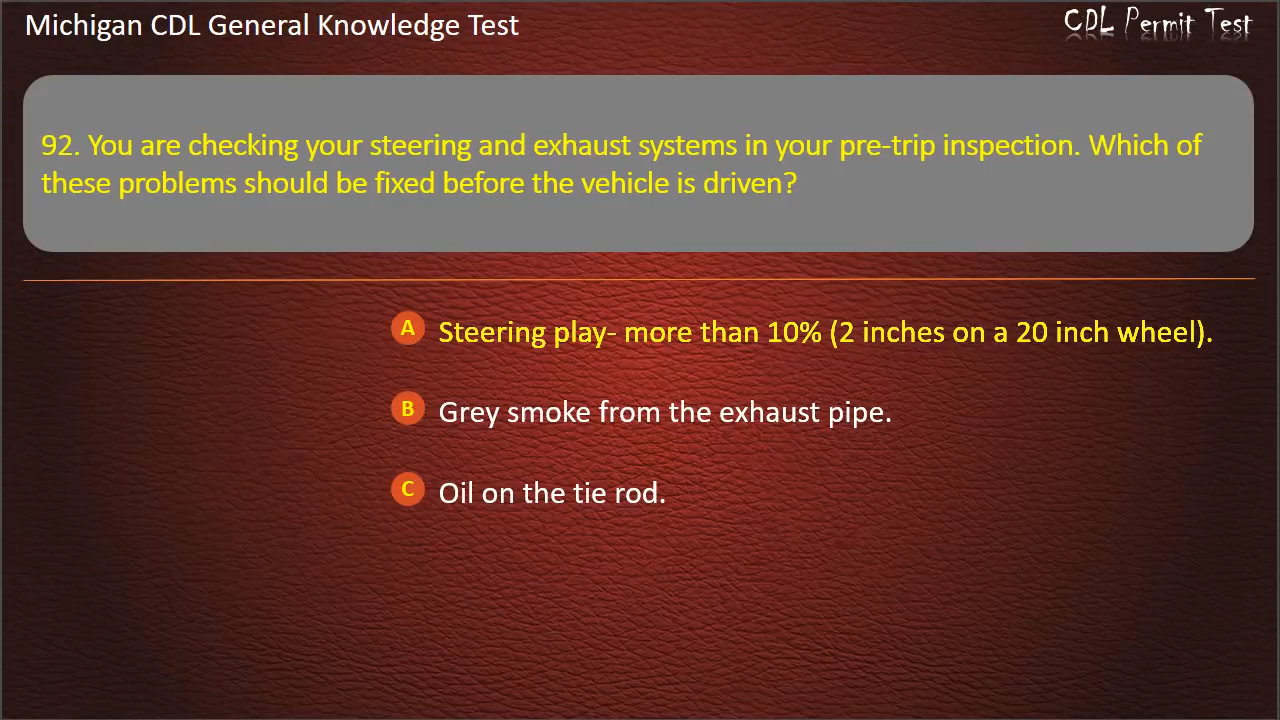 Michigan CDL General Knowledge Test
CDL Permit Test
92. You are checking your steering and exhaust systems in your pre-trip inspection. Which of
these problems should be fixed before the vehicle is driven?
A Steering play- more than 10% (2 inches on a 20 inch wheel).
B Grey smoke from the exhaust pipe.
C Oil on the tie rod.